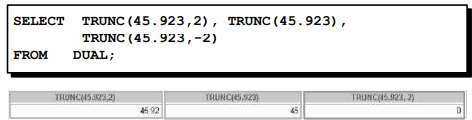 SELECT TRUNC(45.923,2), TRUNC(45.923),
TRUNC(45.923,-2)
FROM DUAL;
TRUNC(45.923,2) TRUNC(45.923) TRUNC(45.923,-2)
45.92 45 0